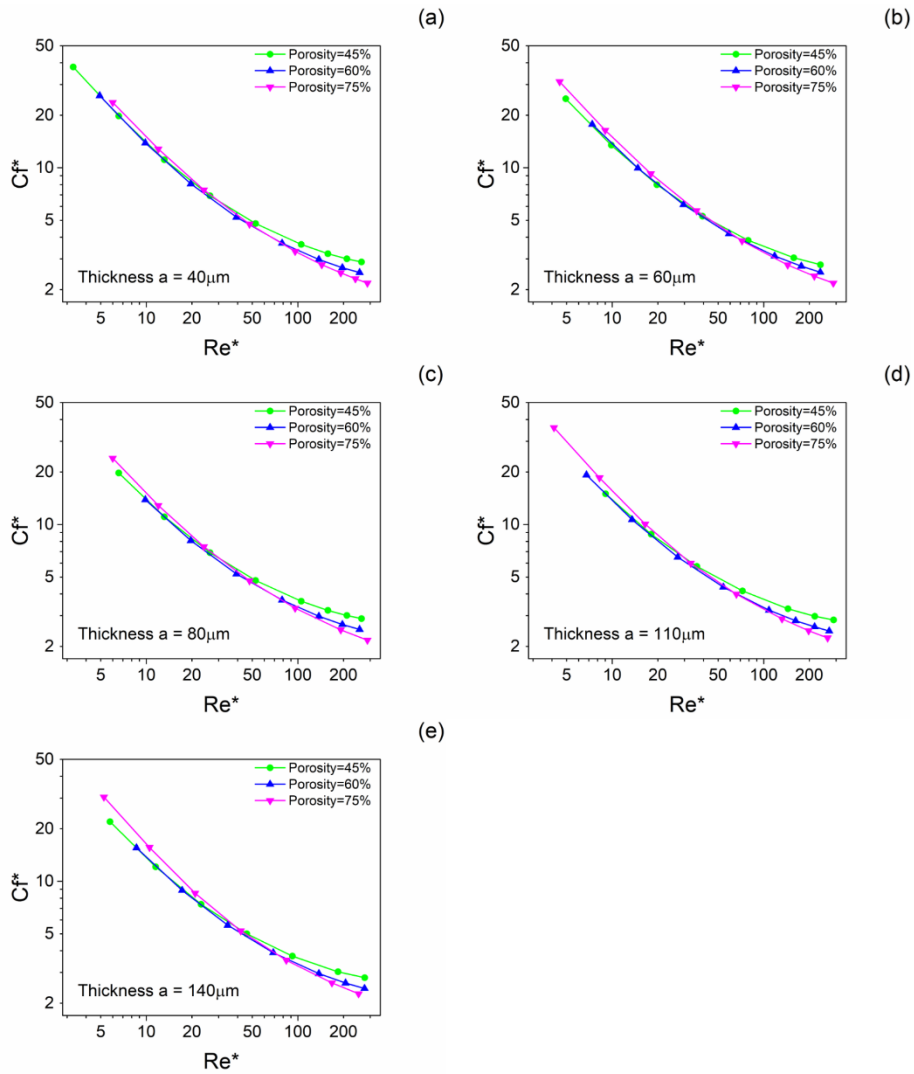 (a)
50
20
10
5
2
Cf*
Porosity=45%
Porosity=60%
Porosity=75%
Thickness a = 40μm
5 10 20 50 100 200
Re*
(b)
50
20
10
5
2
Cf*
Porosity=45%
Porosity=60%
Porosity=75%
Thickness a = 60μm
5 10 20 50 100 200
Re*
(c)
50
20
10
5
2
Cf*
Porosity=45%
Porosity=60%
Porosity=75%
Thickness a = 80μm
5 10 20 50 100 200
Re*
(d)
50
20
10
5
2
Cf*
Porosity=45%
Porosity=60%
Porosity=75%
Thickness a = 110μm
5 10 20 50 100 200
Re*
(e)
50
20
10
5
2
Cf*
Porosity=45%
Porosity=60%
Porosity=75%
Thickness a = 140μm
5 10 20 50 100 200
Re*